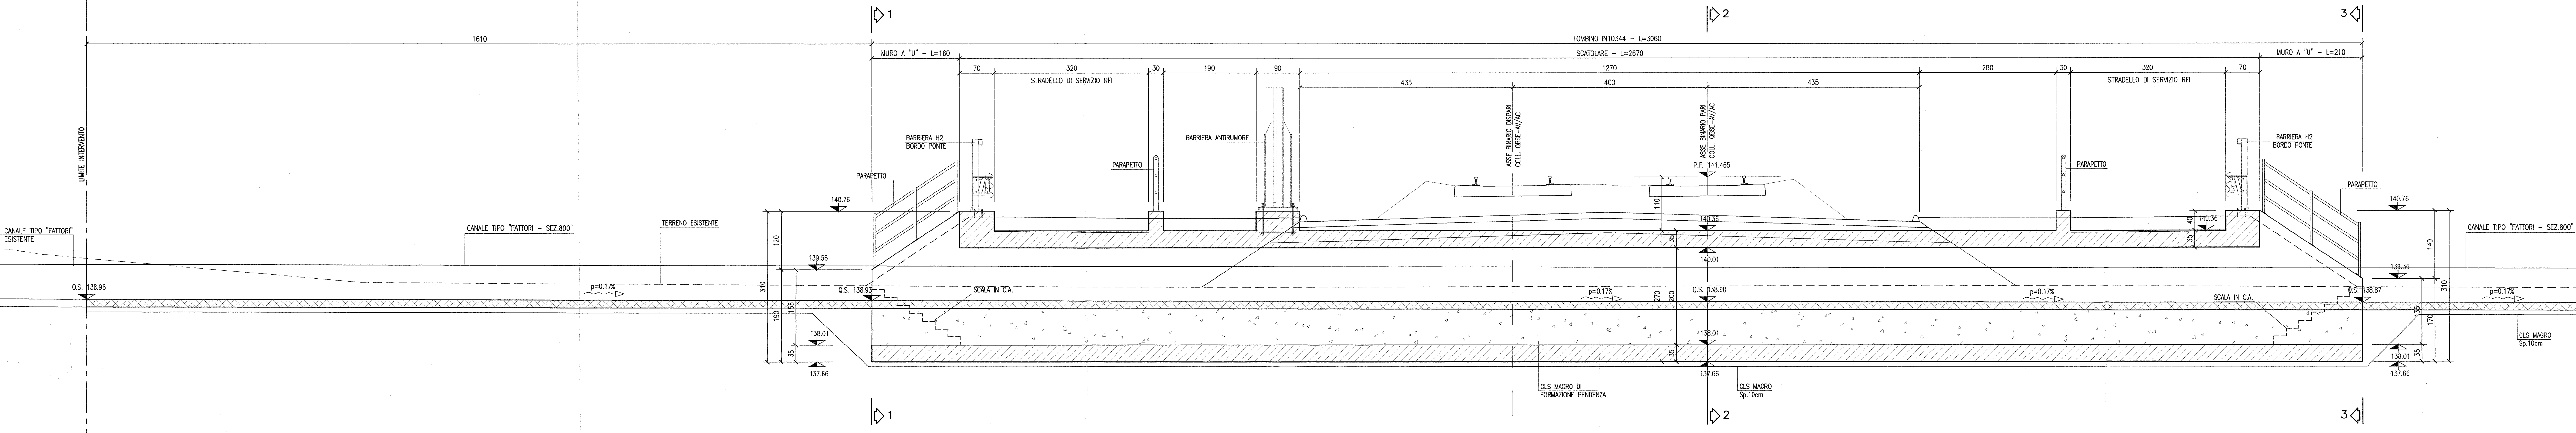 1
2
3
1610
TOMBINO IN10344 - L=3060
MURO A "U" - L=180
SCATOLARE - L=2670
MURO A "U" - L=210
70
320
30
190
90
1270
280
30
320
70
STRADELLO DI SERVIZIO RFI
STRADELLO DI SERVIZIO RFI
435
400
435
LIMITE INTERVENTO
BARRIERA H2
BORDO PONTE
PARAPETTO
PARAPETTO
BARRIERA ANTIRUMORE
ASSE BINARIO DISPARI
COLL. QBSE-AV/AC
ASSE BINARIO PARI
COLL. QBSE-AV/AC
P.F. 141.465
PARAPETTO
BARRIERA H2
BORDO PONTE
PARAPETTO
140.76
140.76
CANALE TIPO "FATTORI"
ESISTENTE
CANALE TIPO "FATTORI - SEZ.800"
TERRENO ESISTENTE
CANALE TIPO "FATTORI - SEZ.800"
110
140.36
40
140.36
35
35
140.01
120
310
190
155
35
139.56
139.36
140
310
135
170
35
Q.S. 138.96
p=0.17%
Q.S. 138.93
SCALA IN C.A.
p=0.17%
270
200
Q.S. 138.90
p=0.17%
SCALA IN C.A.
Q.S. 138.87
p=0.17%
138.01
137.66
138.01
35
137.66
138.01
137.66
CLS MAGRO DI
FORMAZIONE PENDENZA
CLS MAGRO
Sp.10cm
CLS MAGRO
Sp.10cm
1
2
3